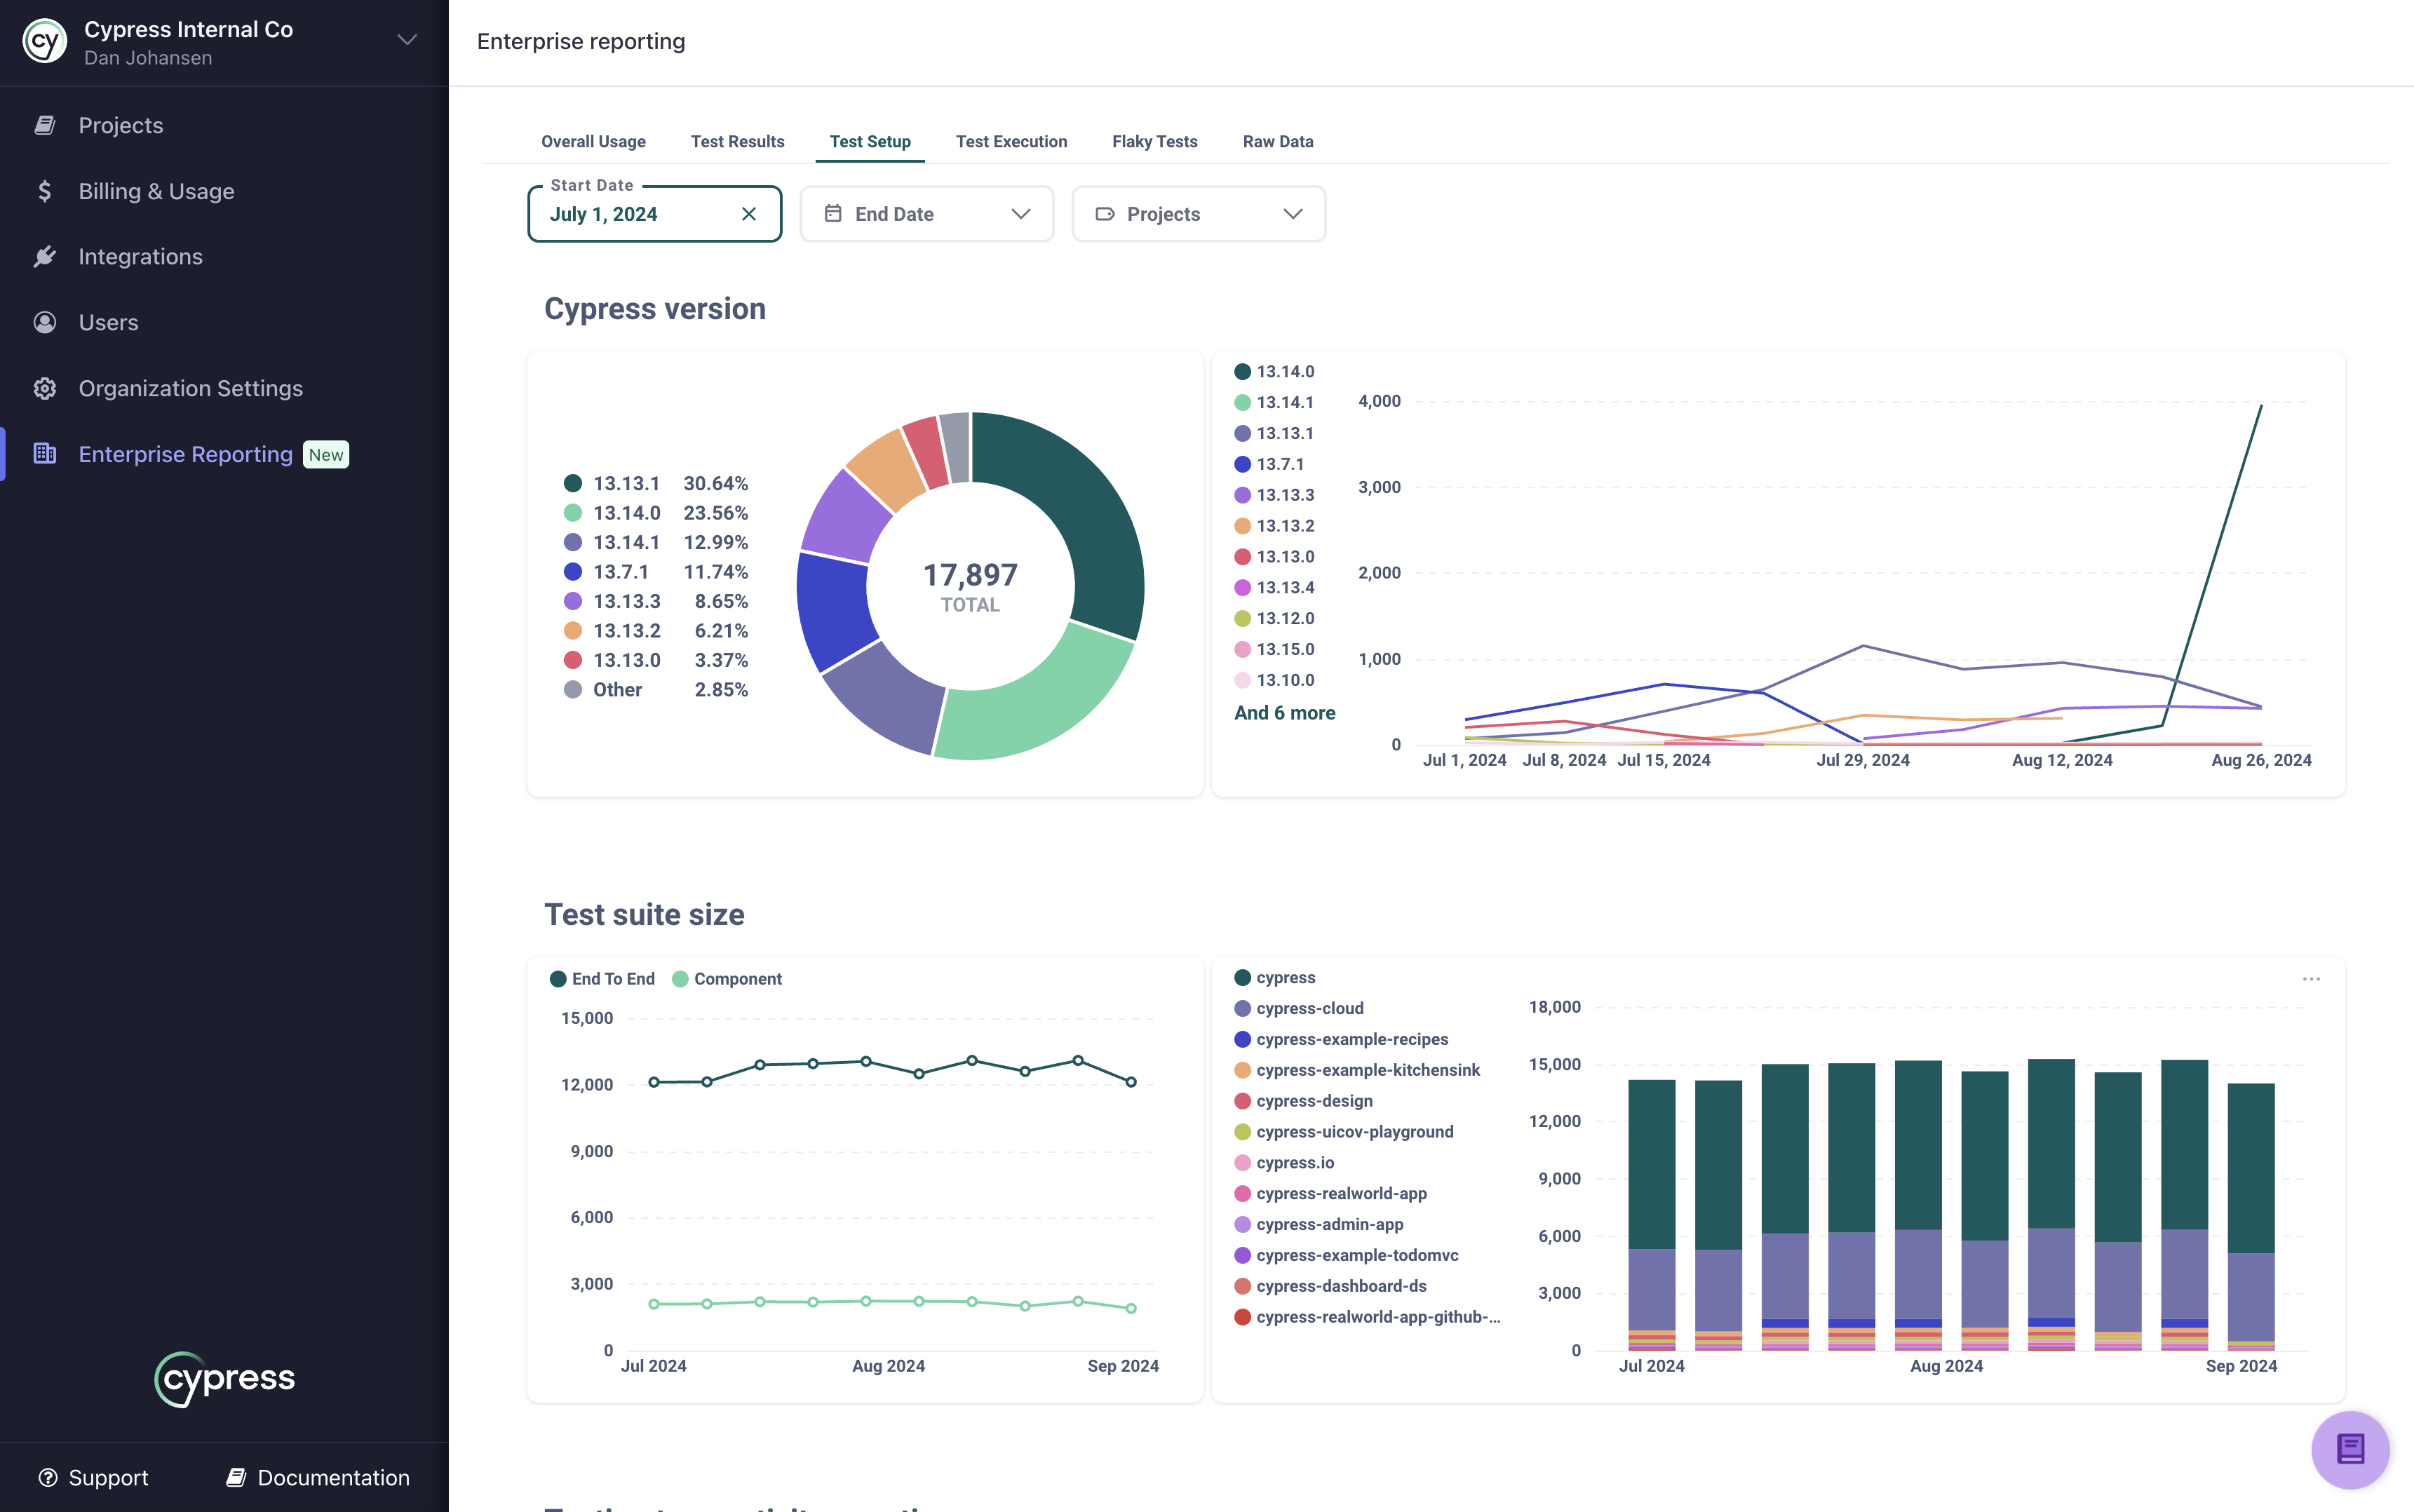 Cypress Internal Co
Dan Johansen
Projects
Billing & Usage
Integrations
Users
Organization Settings
Enterprise Reporting New
cypress
Support
Documentation
Enterprise reporting
Overall Usage
Test Results
Test Setup
Test Execution
Flaky Tests
Raw Data
Start Date
July 1, 2024
End Date
Projects
Cypress version
13.13.1 30.64%
13.14.0 23.56%
13.14.1 12.99%
13.7.1 11.74%
13.13.3 8.65%
13.13.2 6.21%
13.13.0 3.37%
Other 2.85%
17,897
TOTAL
13.14.0
13.14.1
13.13.1
13.7.1
13.13.3
13.13.2
13.13.0
13.13.4
13.12.0
13.15.0
13.10.0
And 6 more
4,000
3,000
2,000
1,000
0
Jul 1, 2024
Jul 8, 2024
Jul 15, 2024
Jul 29, 2024
Aug 12, 2024
Aug 26, 2024
Test suite size
End To End
Component
15,000
12,000
9,000
6,000
3,000
0
Jul 2024
Aug 2024
Sep 2024
cypress
cypress-cloud
cypress-example-recipes
cypress-example-kitchensink
cypress-design
cypress-uicov-playground
cypress.io
cypress-realworld-app
cypress-admin-app
cypress-example-todomvc
cypress-dashboard-ds
cypress-realworld-app-github-...
18,000
15,000
12,000
9,000
6,000
3,000
0
Jul 2024
Aug 2024
Sep 2024